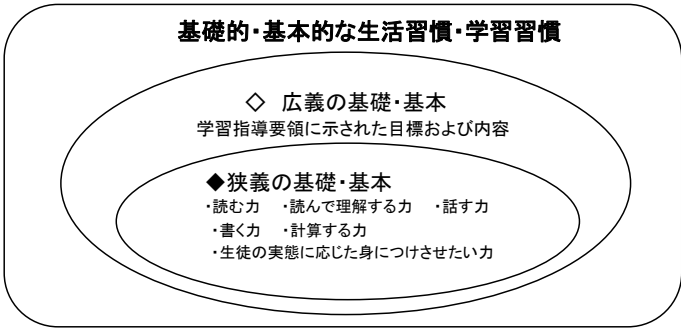 基礎的・基本的な生活習慣・学習習慣
◇ 広義の基礎・基本
学習指導要領に示された目標および内容
◆狭義の基礎・基本
・読む力 ・読んで理解する力 ・話す力
・書く力 ・計算する力
・生徒の実態に応じた身につけさせたい力